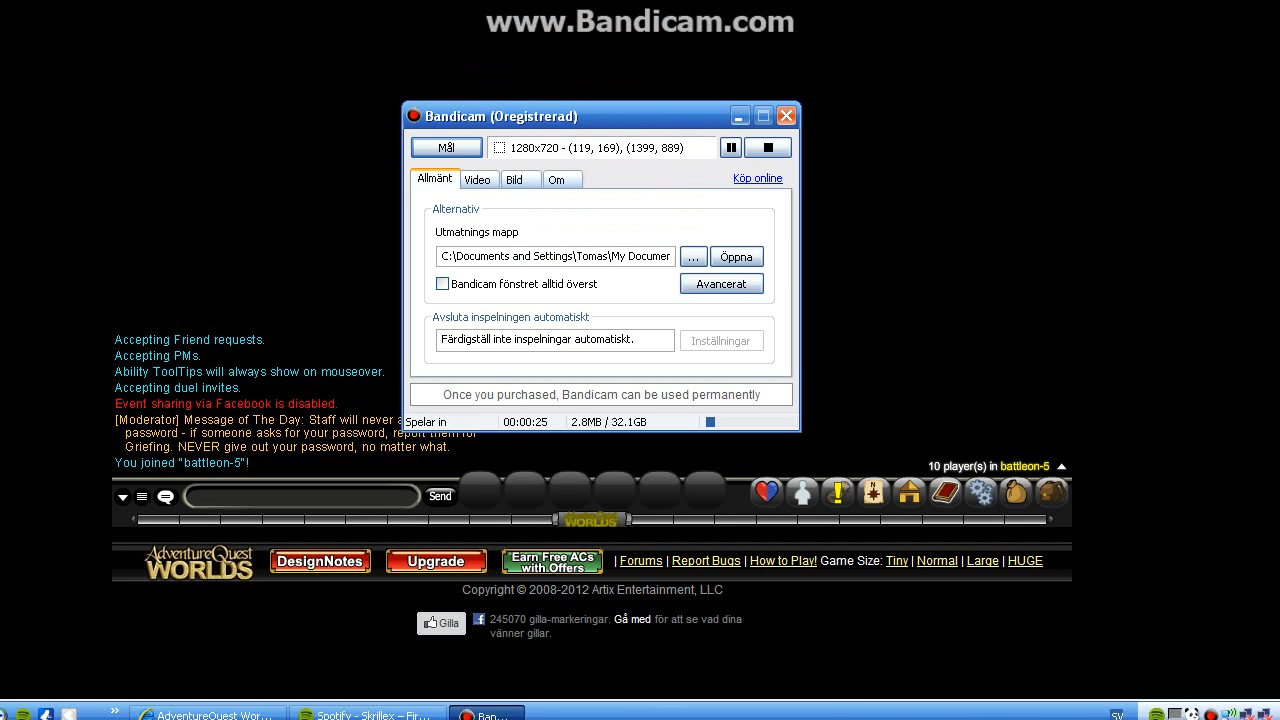 www.Bandicam.com
Bandicam (Oregistrerad)
Mål
1280x720 - (119, 169), (1399, 889)
Allmänt Video Bild Om Köp online
Alternativ
Utmatnings mapp
C:\Documents and Settings\Tomas\My Documer ... Öppna
Bandicam fönstret alltid överst Avancerat
Avsluta inspelningen automatiskt
Färdigställ inte inspelningar automatiskt. Inställningar
Once you purchased, Bandicam can be used permanently
Spelar in 00:00:25 2.8MB / 32.1GB
Accepting Friend requests.
Accepting PMs.
Ability ToolTips will always show on mouseover.
Accepting duel invites.
Event sharing via Facebook is disabled.
[Moderator] Message of The Day: Staff will never a
password - if someone asks for your password, report them for
Griefing. NEVER give out your password, no matter what.
You joined "battleon-5"!
10 player(s) in battleon-5
Send
N
WORLDS
AdventureQuest
WORLDS
DesignNotes
Upgrade
Earn Free ACs
with Offers
| Forums | Report Bugs | How to Play! Game Size: Tiny | Normal | Large | HUGE
Copyright © 2008-2012 Artix Entertainment, LLC
Gilla
245070 gilla-markeringar. Gå med för att se vad dina
vänner gillar.
AdventureQuest Wor... Spotify - Skrillex – Fir... Ban... SV